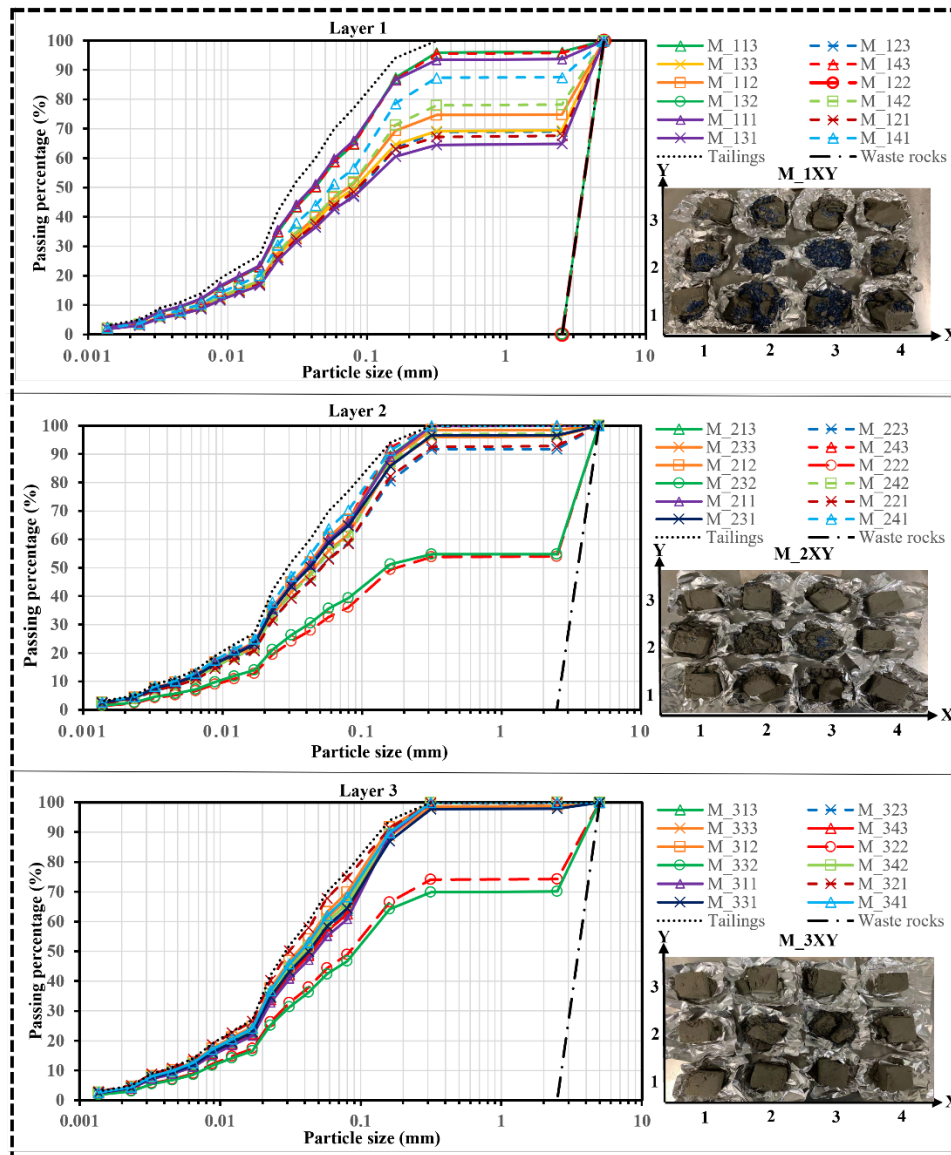 Layer 1
Passing percentage (%)
100
90
80
70
60
50
40
30
20
10
0
0.001 0.01 0.1 1 10
Particle size (mm)
M_113 M_123
M_133 M_143
M_112 M_122
M_132 M_142
M_111 M_121
M_131 M_141
Tailings Waste rocks
M_1XY
Y
3
2
1
1 2 3 4
X
Layer 2
Passing percentage (%)
100
90
80
70
60
50
40
30
20
10
0
0.001 0.01 0.1 1 10
Particle size (mm)
M_213 M_223
M_233 M_243
M_212 M_222
M_232 M_242
M_211 M_221
M_231 M_241
Tailings Waste rocks
M_2XY
Y
3
2
1
1 2 3 4
X
Layer 3
Passing percentage (%)
100
90
80
70
60
50
40
30
20
10
0
0.001 0.01 0.1 1 10
Particle size (mm)
M_313 M_323
M_333 M_343
M_312 M_322
M_332 M_342
M_311 M_321
M_331 M_341
Tailings Waste rocks
M_3XY
Y
3
2
1
1 2 3 4
X